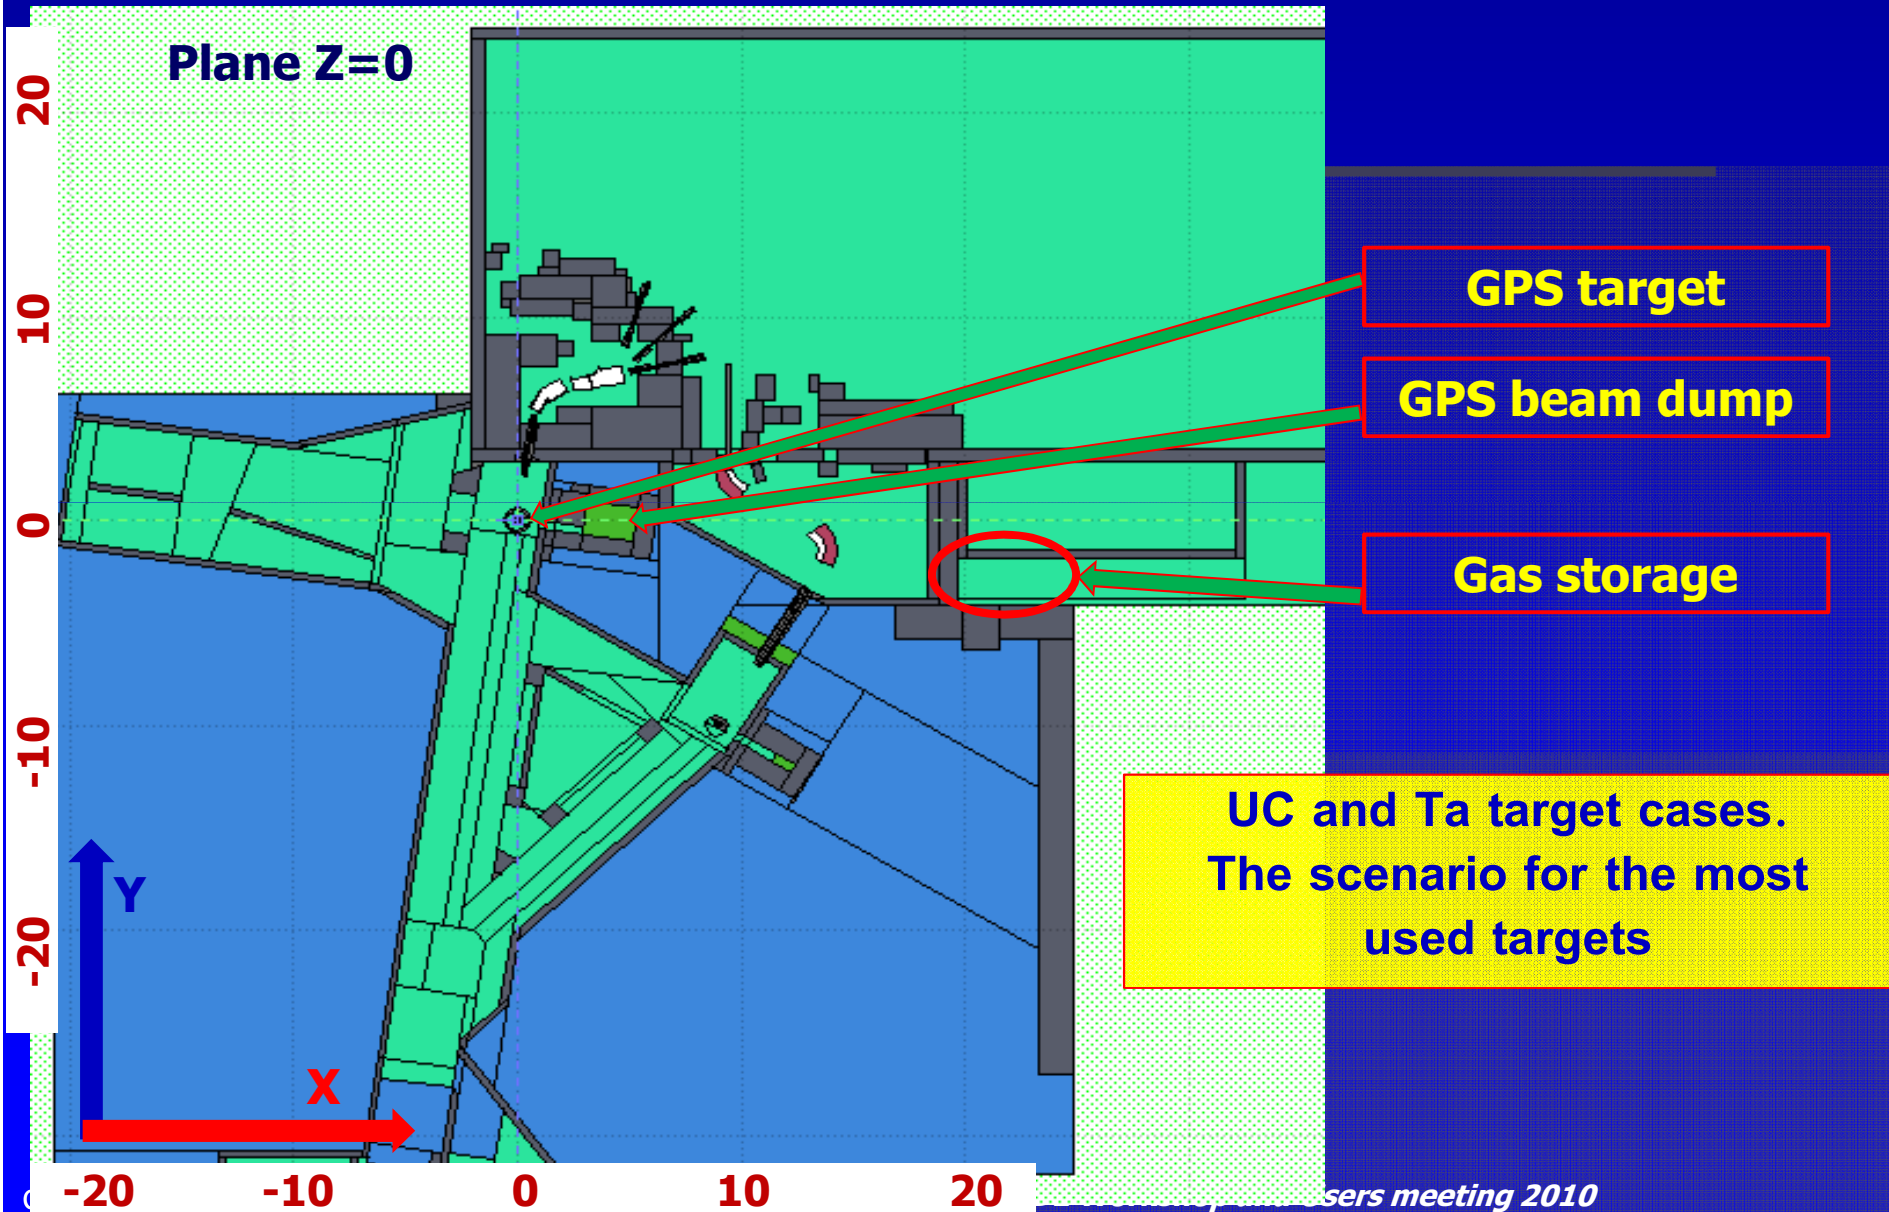 Plane Z=0
20
10
0
-10
-20
GPS target
GPS beam dump
Gas storage
UC and Ta target cases.
The scenario for the most
used targets
Y
X
-20
-10
0
10
20
sers meeting 2010